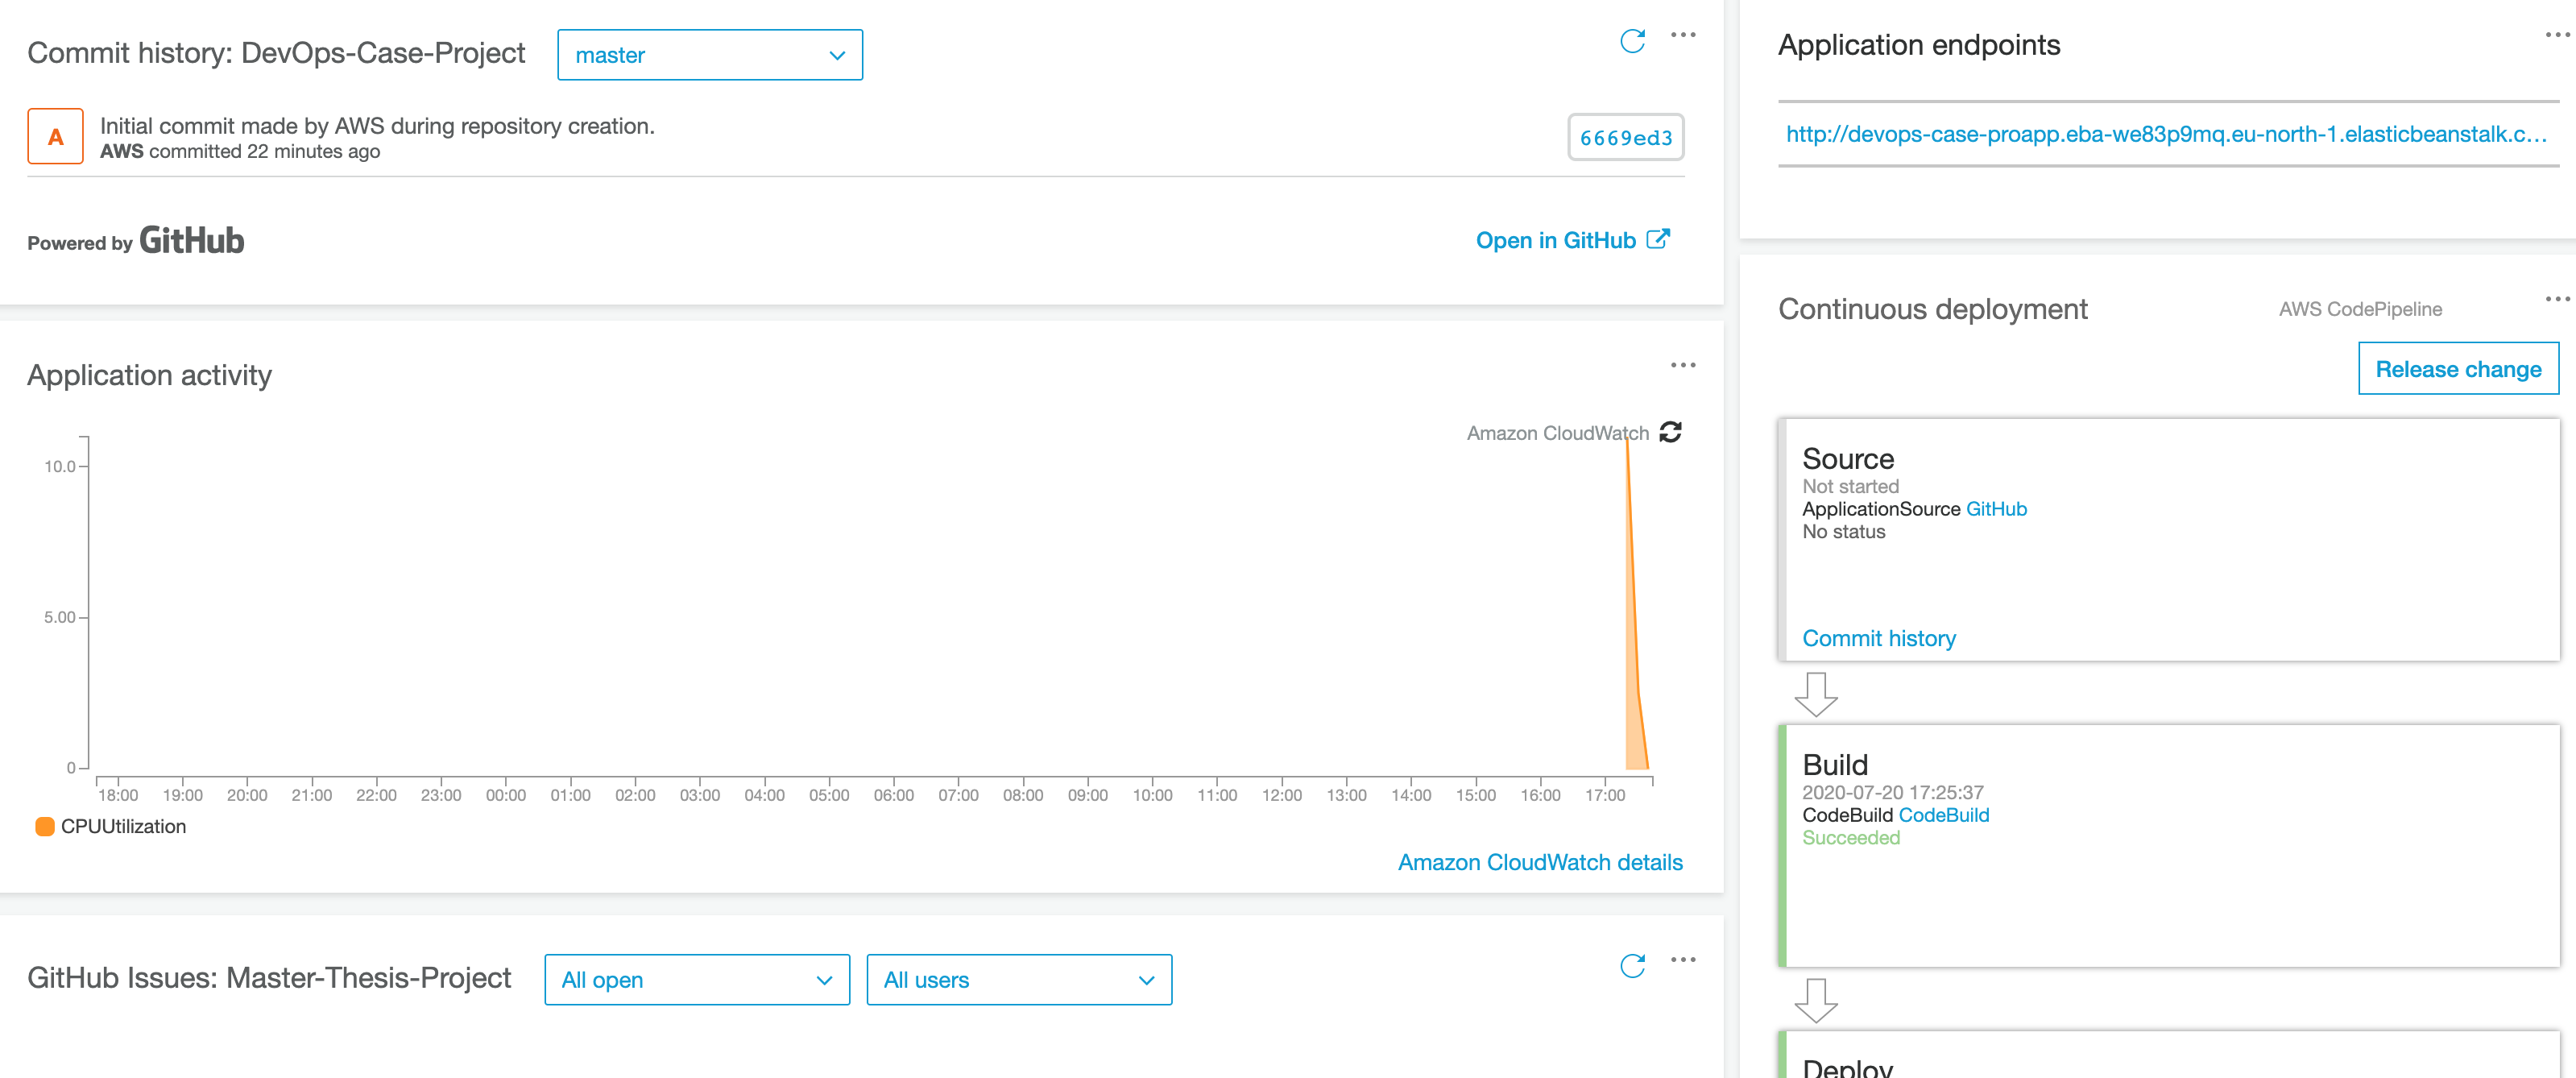 Commit history: DevOps-Case-Project
master
A
Initial commit made by AWS during repository creation.
AWS committed 22 minutes ago
6669ed3
Powered by GitHub
Open in GitHub
Application activity
Amazon CloudWatch
10.0
5.00
0
18:00 19:00 20:00 21:00 22:00 23:00 00:00 01:00 02:00 03:00 04:00 05:00 06:00 07:00 08:00 09:00 10:00 11:00 12:00 13:00 14:00 15:00 16:00 17:00
CPUUtilization
Amazon CloudWatch details
GitHub Issues: Master-Thesis-Project
All open
All users
Application endpoints
http://devops-case-proapp.eba-we83p9mq.eu-north-1.elasticbeanstalk.c...
Continuous deployment
AWS CodePipeline
Release change
Source
Not started
ApplicationSource GitHub
No status
Commit history
Build
2020-07-20 17:25:37
CodeBuild CodeBuild
Succeeded
Deploy